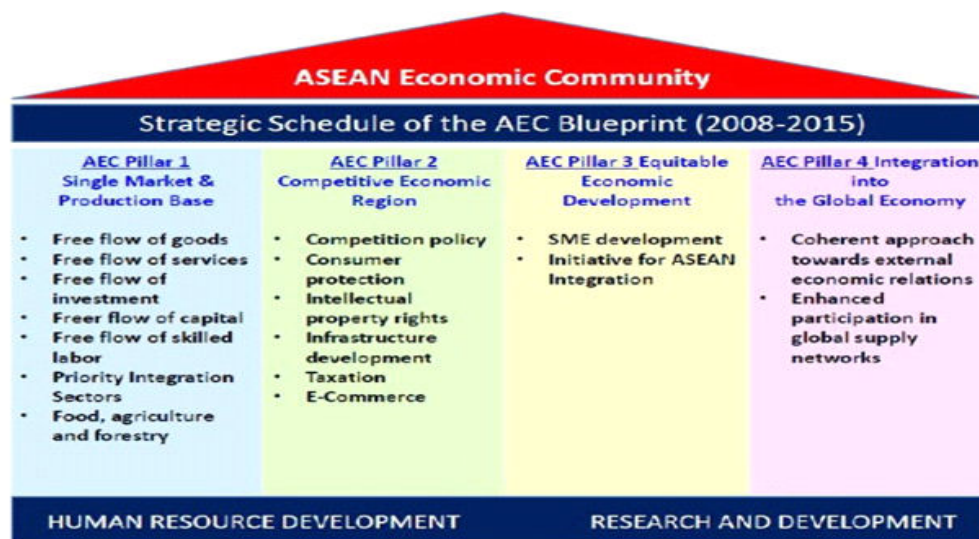 ASEAN Economic Community
Strategic Schedule of the AEC Blueprint (2008-2015)
AEC Pillar 1
Single Market &
Production Base
• Free flow of goods
• Free flow of services
• Free flow of
investment
• Freer flow of capital
• Free flow of skilled
labor
• Priority Integration
Sectors
• Food, agriculture
and forestry
AEC Pillar 2
Competitive Economic
Region
• Competition policy
• Consumer
protection
• Intellectual
property rights
• Infrastructure
development
• Taxation
• E-Commerce
AEC Pillar 3 Equitable
Economic
Development
• SME development
• Initiative for ASEAN
Integration
AEC Pillar 4 Integration
into
the Global Economy
• Coherent approach
towards external
economic relations
• Enhanced
participation in
global supply
networks
HUMAN RESOURCE DEVELOPMENT
RESEARCH AND DEVELOPMENT